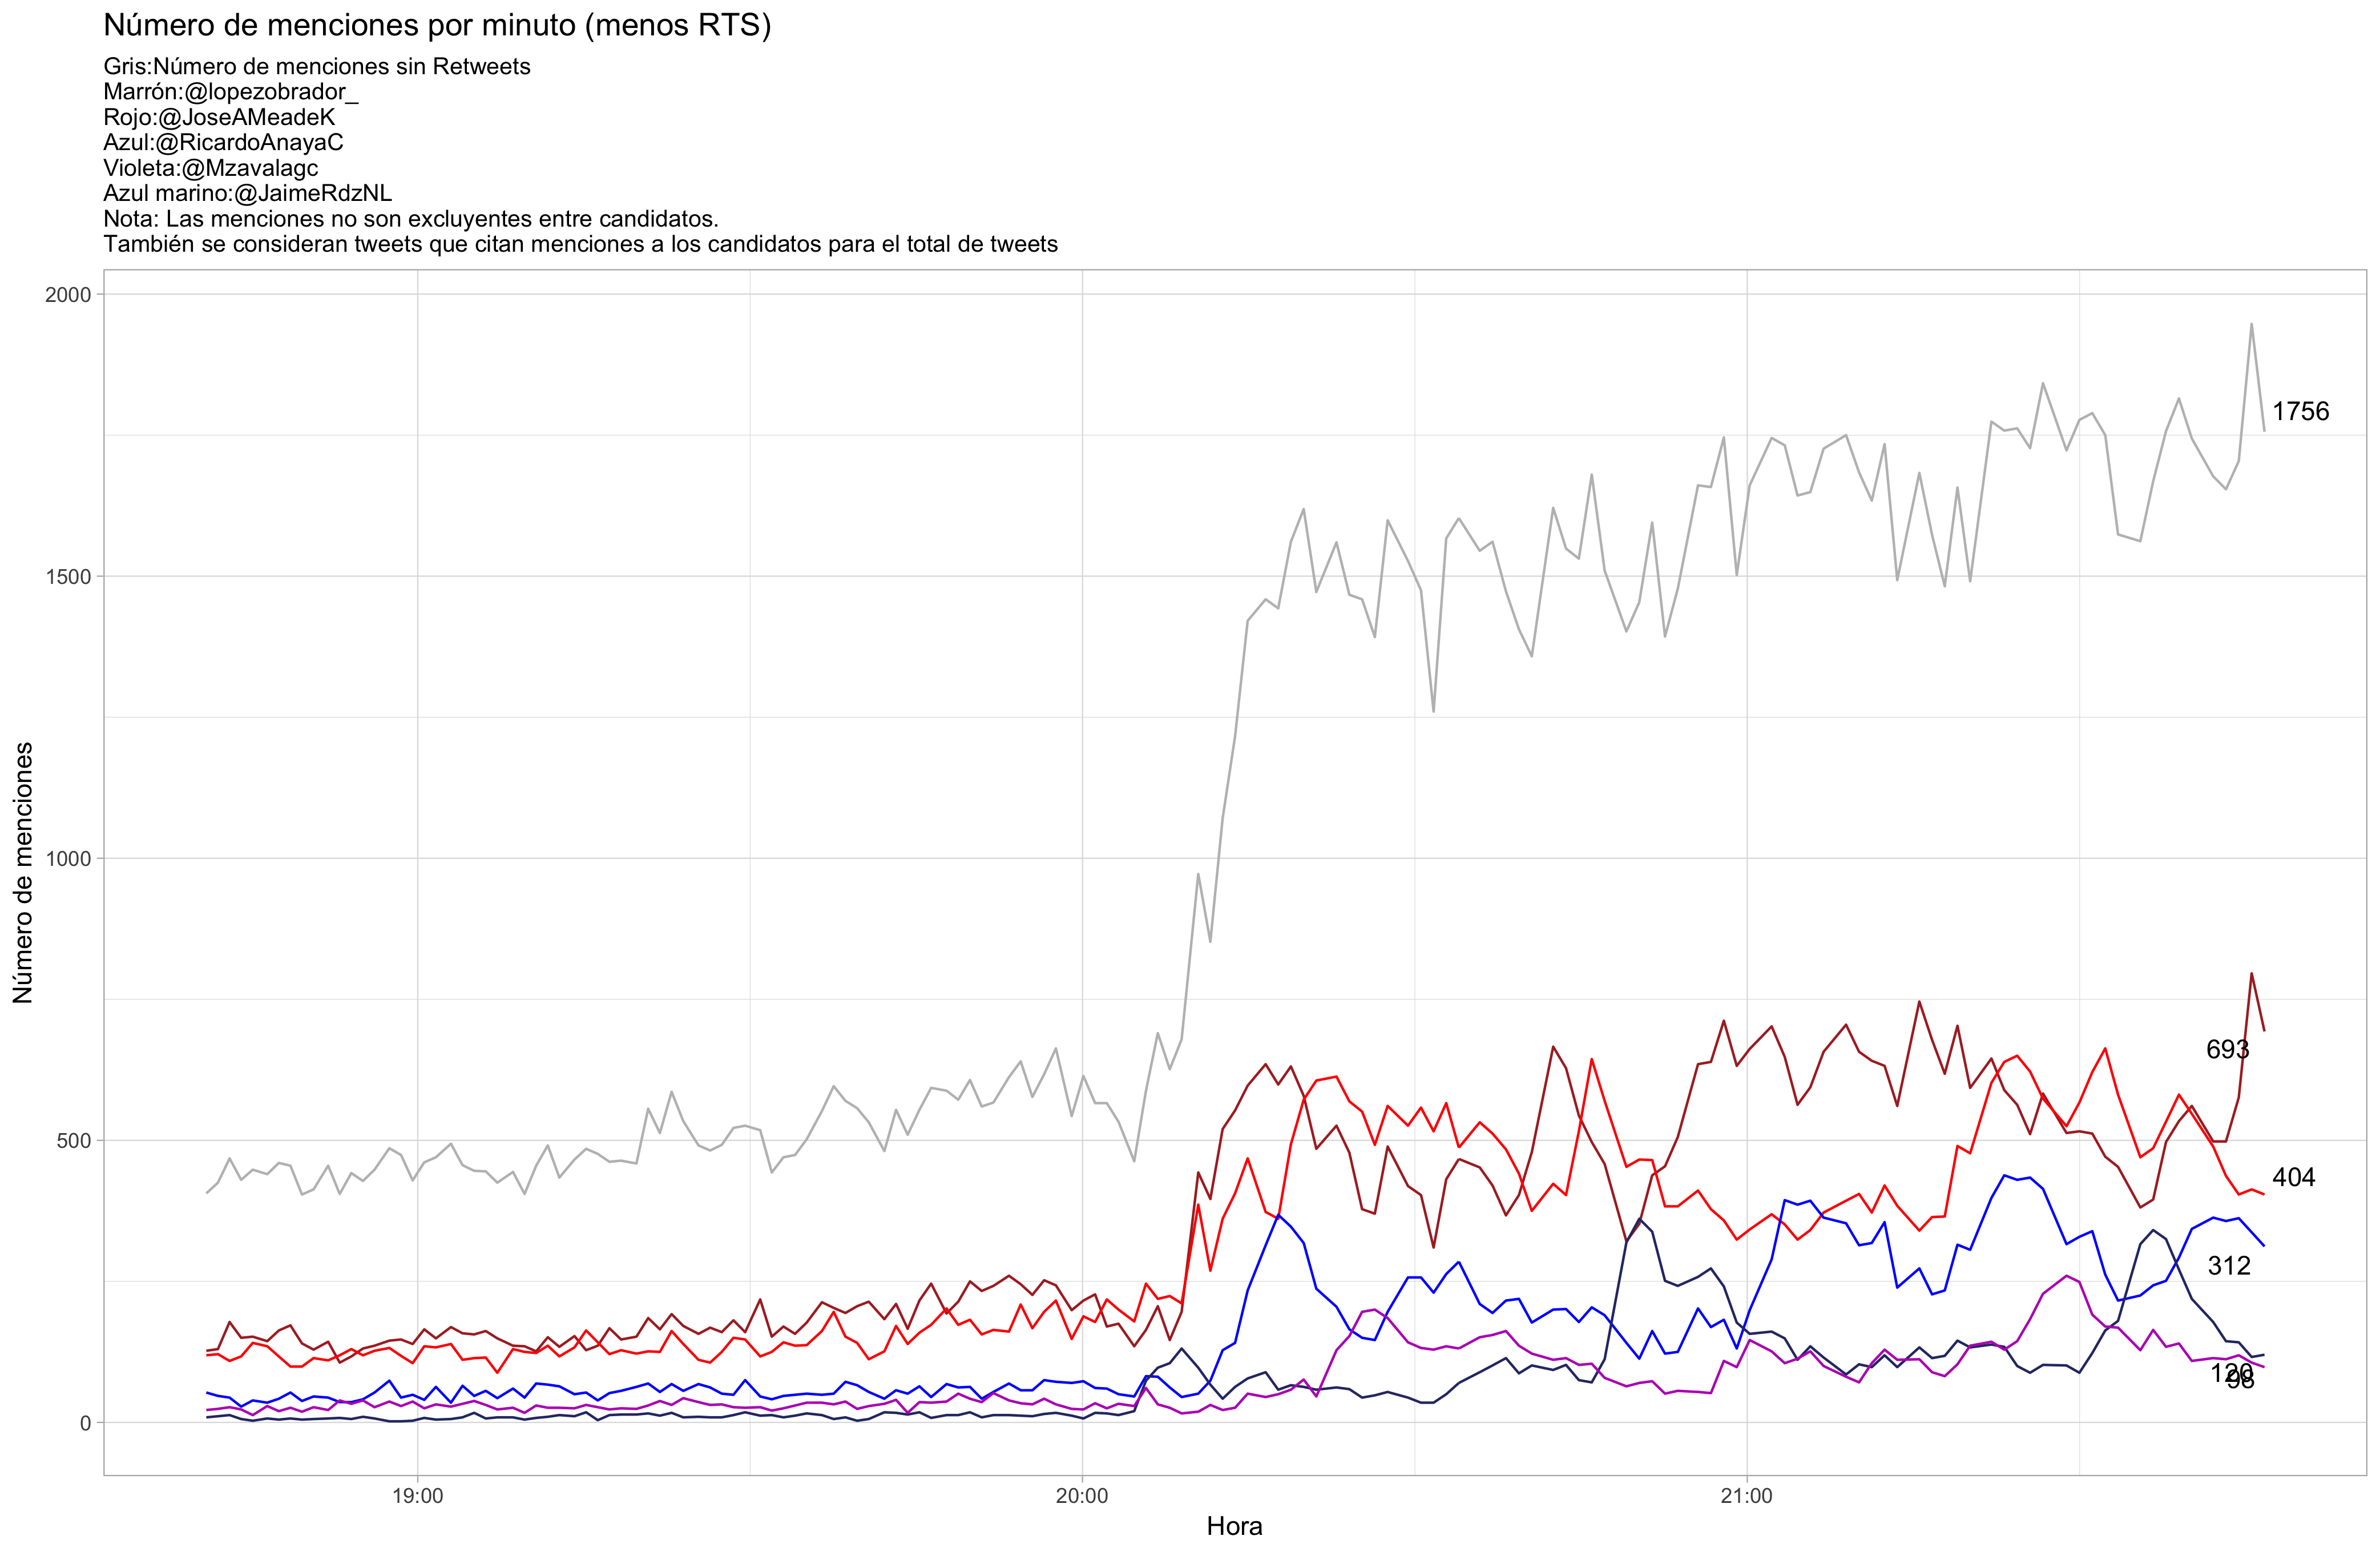 Número de menciones por minuto (menos RTS)
Gris:Número de menciones sin Retweets
Marrón:@lopezobrador_
Rojo:@JoseAMeadeK
Azul:@RicardoAnayaC
Violeta:@Mzavalagc
Azul marino:@JaimeRdzNL
Nota: Las menciones no son excluyentes entre candidatos.
También se consideran tweets que citan menciones a los candidatos para el total de tweets
2000
1756
1500
Número de menciones
1000
693
500
404
312
120
98
0
19:00
20:00
21:00
Hora